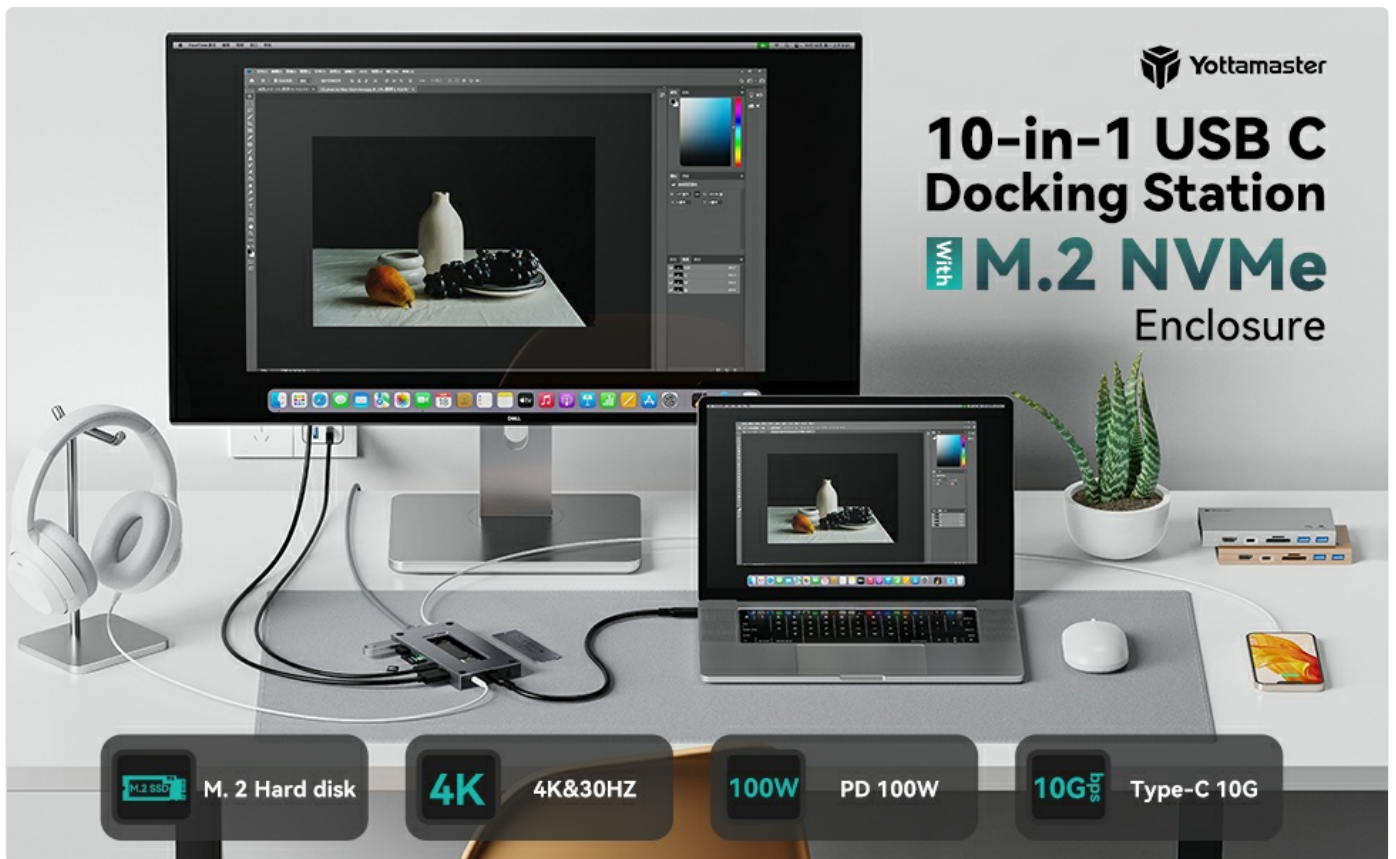 Yottamaster
10-in-1 USB C
Docking Station
With M.2 NVMe
Enclosure
DELL
18
M.2 SSD
M. 2 Hard disk
4K
4K&30HZ
100W
PD 100W
10Gbps
Type-C 10G